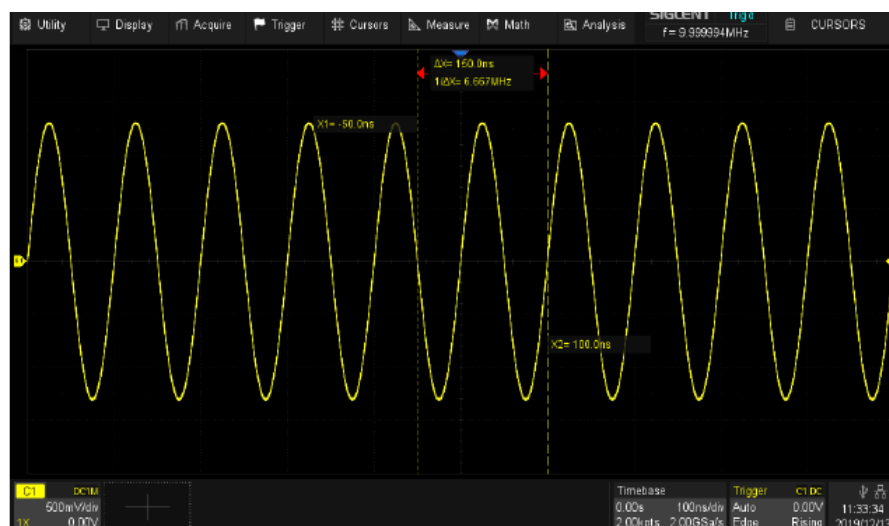 Utility Display Acquire Trigger Cursors Measure Math Analysis SIGLENT Trig'd CURSORS
f = 9.999994MHz
ΔX= 150.0ns
1/ΔX= 6.667MHz
X1= -50.0ns
X2= 100.0ns
C1 DC1M
500mV/div
1X 0.00V
Timebase
0.00s 100ns/div
2.00kpts 2.00GSa/s
Trigger C1 DC
Auto 0.00V
Edge Rising
11:33:34